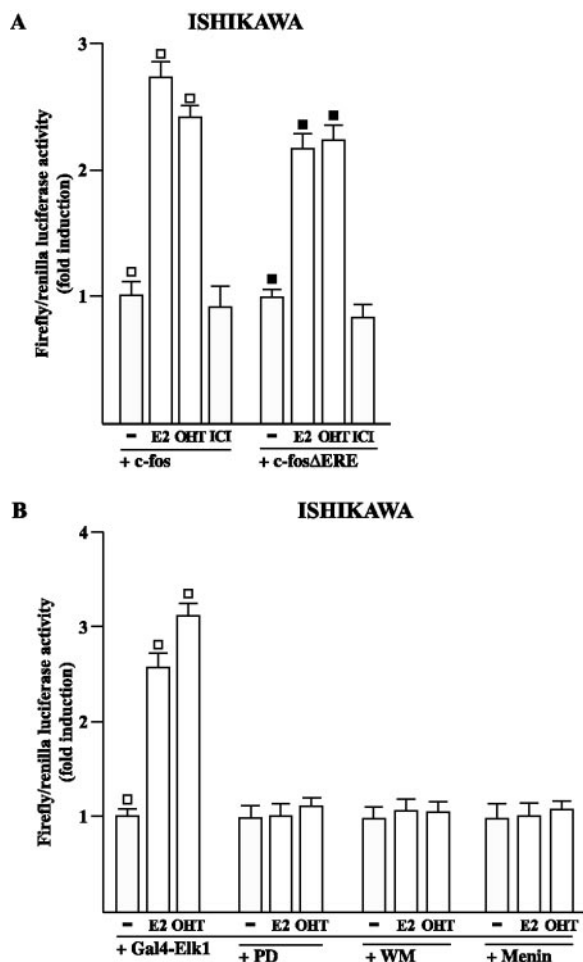 A
ISHIKAWA
Firefly/renilla luciferase activity
(fold induction)
3
2
1
- E2 OHT ICI - E2 OHT ICI
+ c-fos + c-fosΔERE
B
ISHIKAWA
Firefly/renilla luciferase activity
(fold induction)
4
3
2
1
- E2 OHT - E2 OHT - E2 OHT - E2 OHT
+ Gal4-Elk1 + PD + WM + Menin